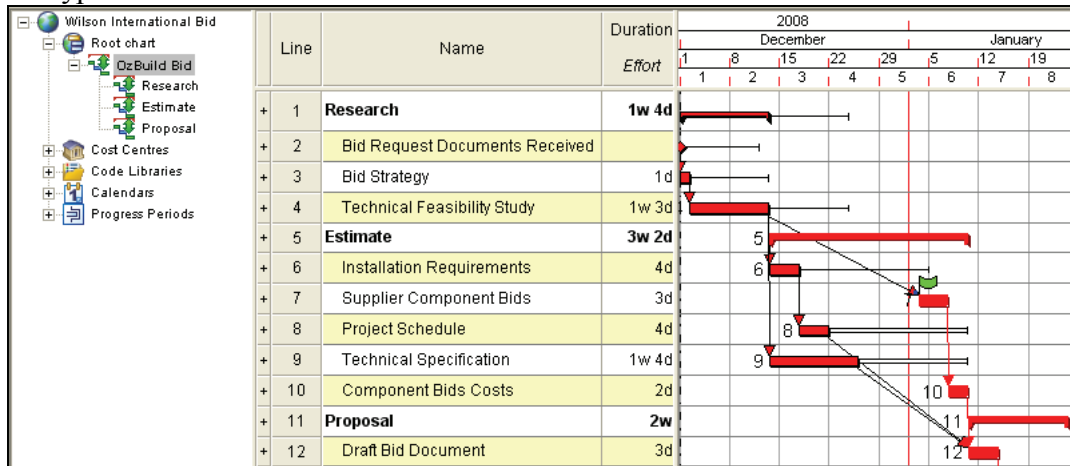 Wilson International Bid
Root chart
OzBuild Bid
Research
Estimate
Proposal
Cost Centres
Code Libraries
Calendars
Progress Periods
Line Name Duration
Effort
2008
December January
1 8 15 22 29 5 12 19
1 2 3 4 5 6 7 8
+ 1 Research 1w 4d
+ 2 Bid Request Documents Received
+ 3 Bid Strategy 1d
+ 4 Technical Feasibility Study 1w 3d
+ 5 Estimate 3w 2d 5
+ 6 Installation Requirements 4d 6
+ 7 Supplier Component Bids 3d 7
+ 8 Project Schedule 4d 8
+ 9 Technical Specification 1w 4d 9
+ 10 Component Bids Costs 2d 10
+ 11 Proposal 2w 11
+ 12 Draft Bid Document 3d 12